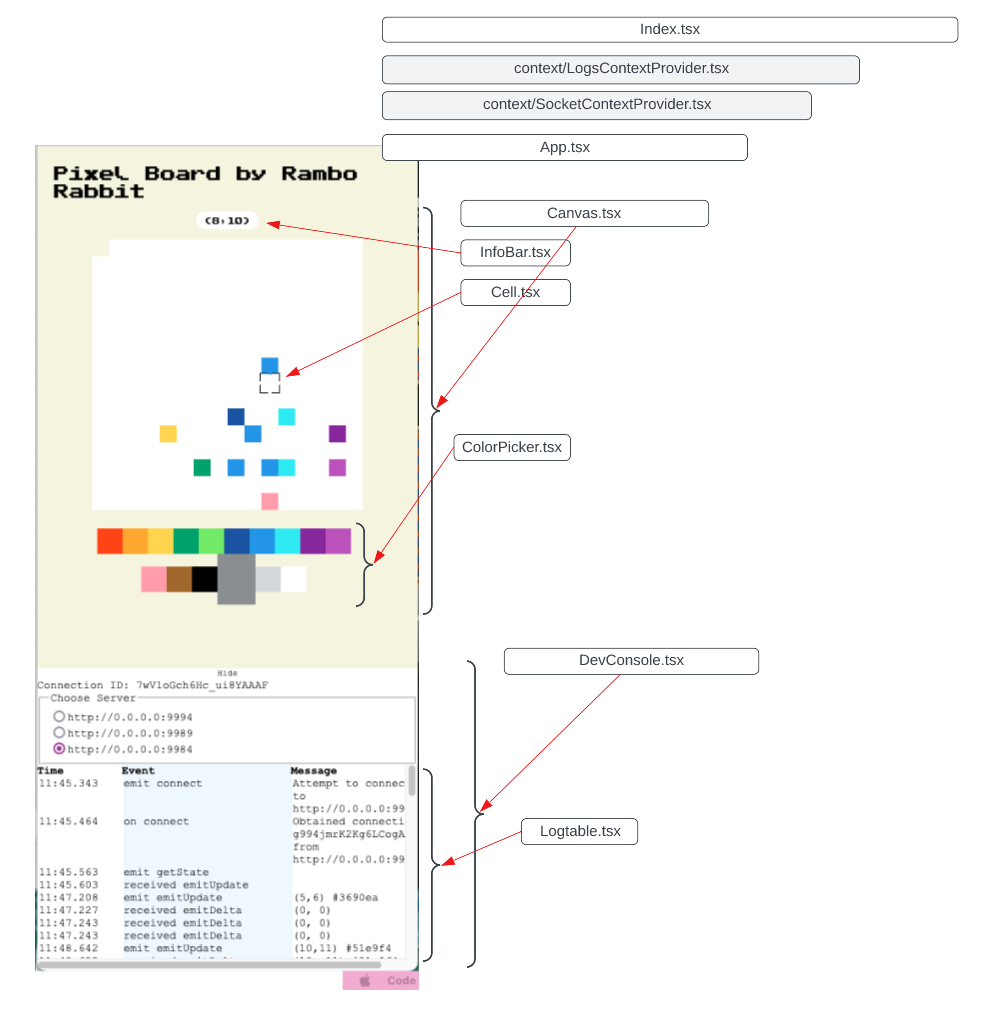 Index.tsx
context/LogsContextProvider.tsx
context/SocketContextProvider.tsx
App.tsx
Pixel Board by Rambo
Rabbit
(8,10)
Canvas.tsx
InfoBar.tsx
Cell.tsx
ColorPicker.tsx
DevConsole.tsx
Hide
Connection ID: 7wVloGch6Hc_ui8YAAAF
Choose Server
http://0.0.0.0:9994
http://0.0.0.0:9989
http://0.0.0.0:9984
Time Event Message
11:45.343 emit connect Attempt to connec
to
http://0.0.0:99
11:45.464 on connect Obtained connecti
g994jmrK2Kg6LCogA
from
http://0.0.0:99
Logtable.tsx
11:45.563 emit getState
11:45.603 received emitUpdate
11:47.208 emit emitUpdate (5,6) #3690ea
11:47.227 received emitDelta (0, 0)
11:47.243 received emitDelta (0, 0)
11:47.243 received emitDelta (0, 0)
11:48.642 emit emitUpdate (10,11) #51e9f4
Code